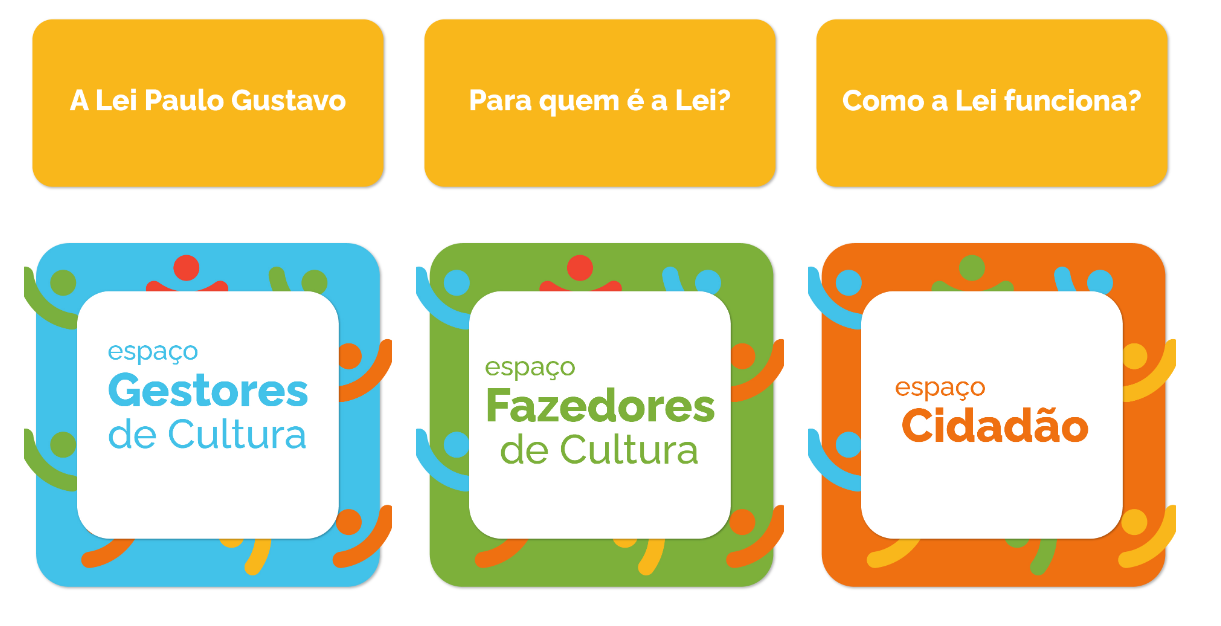 A Lei Paulo Gustavo
Para quem é a Lei?
Como a Lei funciona?
espaço
Gestores
de Cultura
espaço
Fazedores
de Cultura
espaço
Cidadão